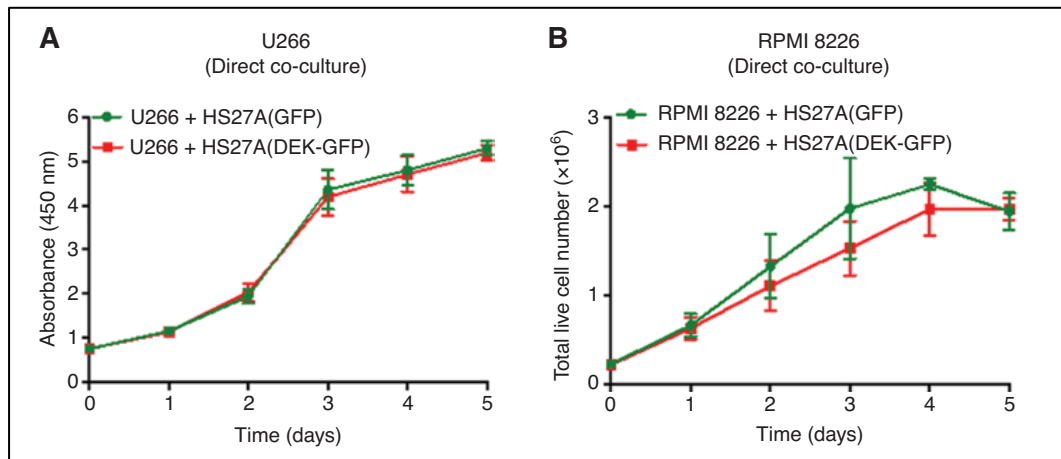 A
U266
(Direct co-culture)
U266 + HS27A(GFP)
U266 + HS27A(DEK-GFP)
Absorbance (450 nm)
6
5
4
3
2
1
0
0 1 2 3 4 5
Time (days)
B
RPMI 8226
(Direct co-culture)
RPMI 8226 + HS27A(GFP)
RPMI 8226 + HS27A(DEK-GFP)
Total live cell number (×10⁶)
3
2
1
0
0 1 2 3 4 5
Time (days)